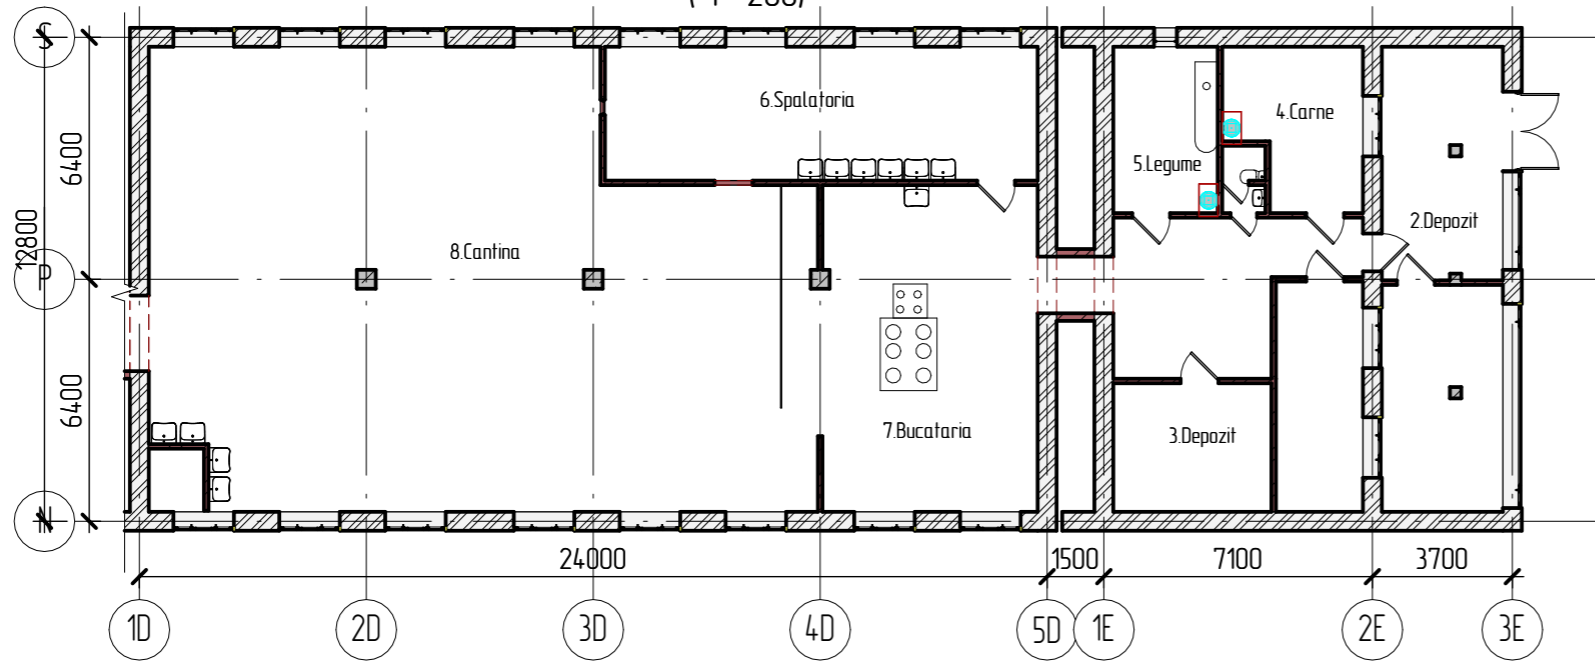 S
6.Spalatoria
4.Carne
6400
5.Legume
2.Depozit
12800
8.Cantina
P
6400
7.Bucataria
3.Depozit
24000
1500
7100
3700
1D
2D
3D
4D
5D
1E
2E
3E